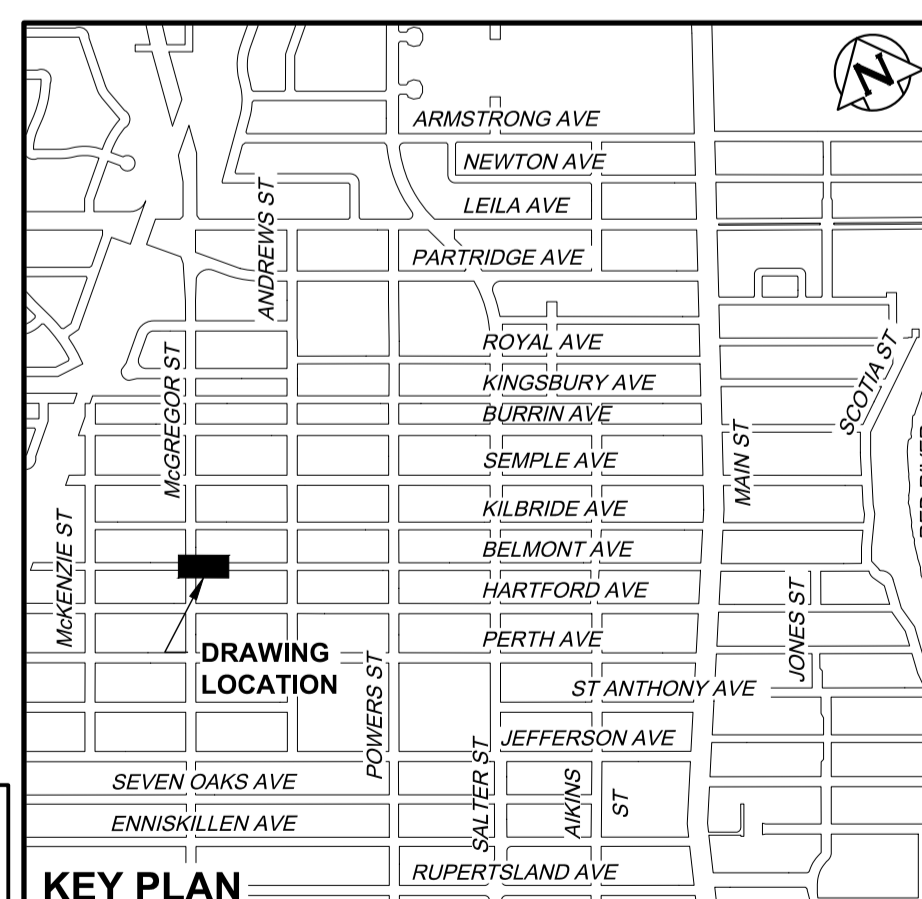 N
ARMSTRONG AVE
NEWTON AVE
LEILA AVE
ANDREWS ST
PARTRIDGE AVE
ROYAL AVE
McGREGOR ST
KINGSBURY AVE
SCOTIA ST
BURRIN AVE
MAIN ST
SEMPLE AVE
KILBRIDE AVE
McKENZIE ST
BELMONT AVE
HARTFORD AVE
JONES ST
PERTH AVE
DRAWING
LOCATION
POWERS ST
ST ANTHONY AVE
JEFFERSON AVE
SEVEN OAKS AVE
SALTER ST
AIKINS
ST
ENNISKILLEN AVE
RUPERTSLAND AVE
KEY PLAN